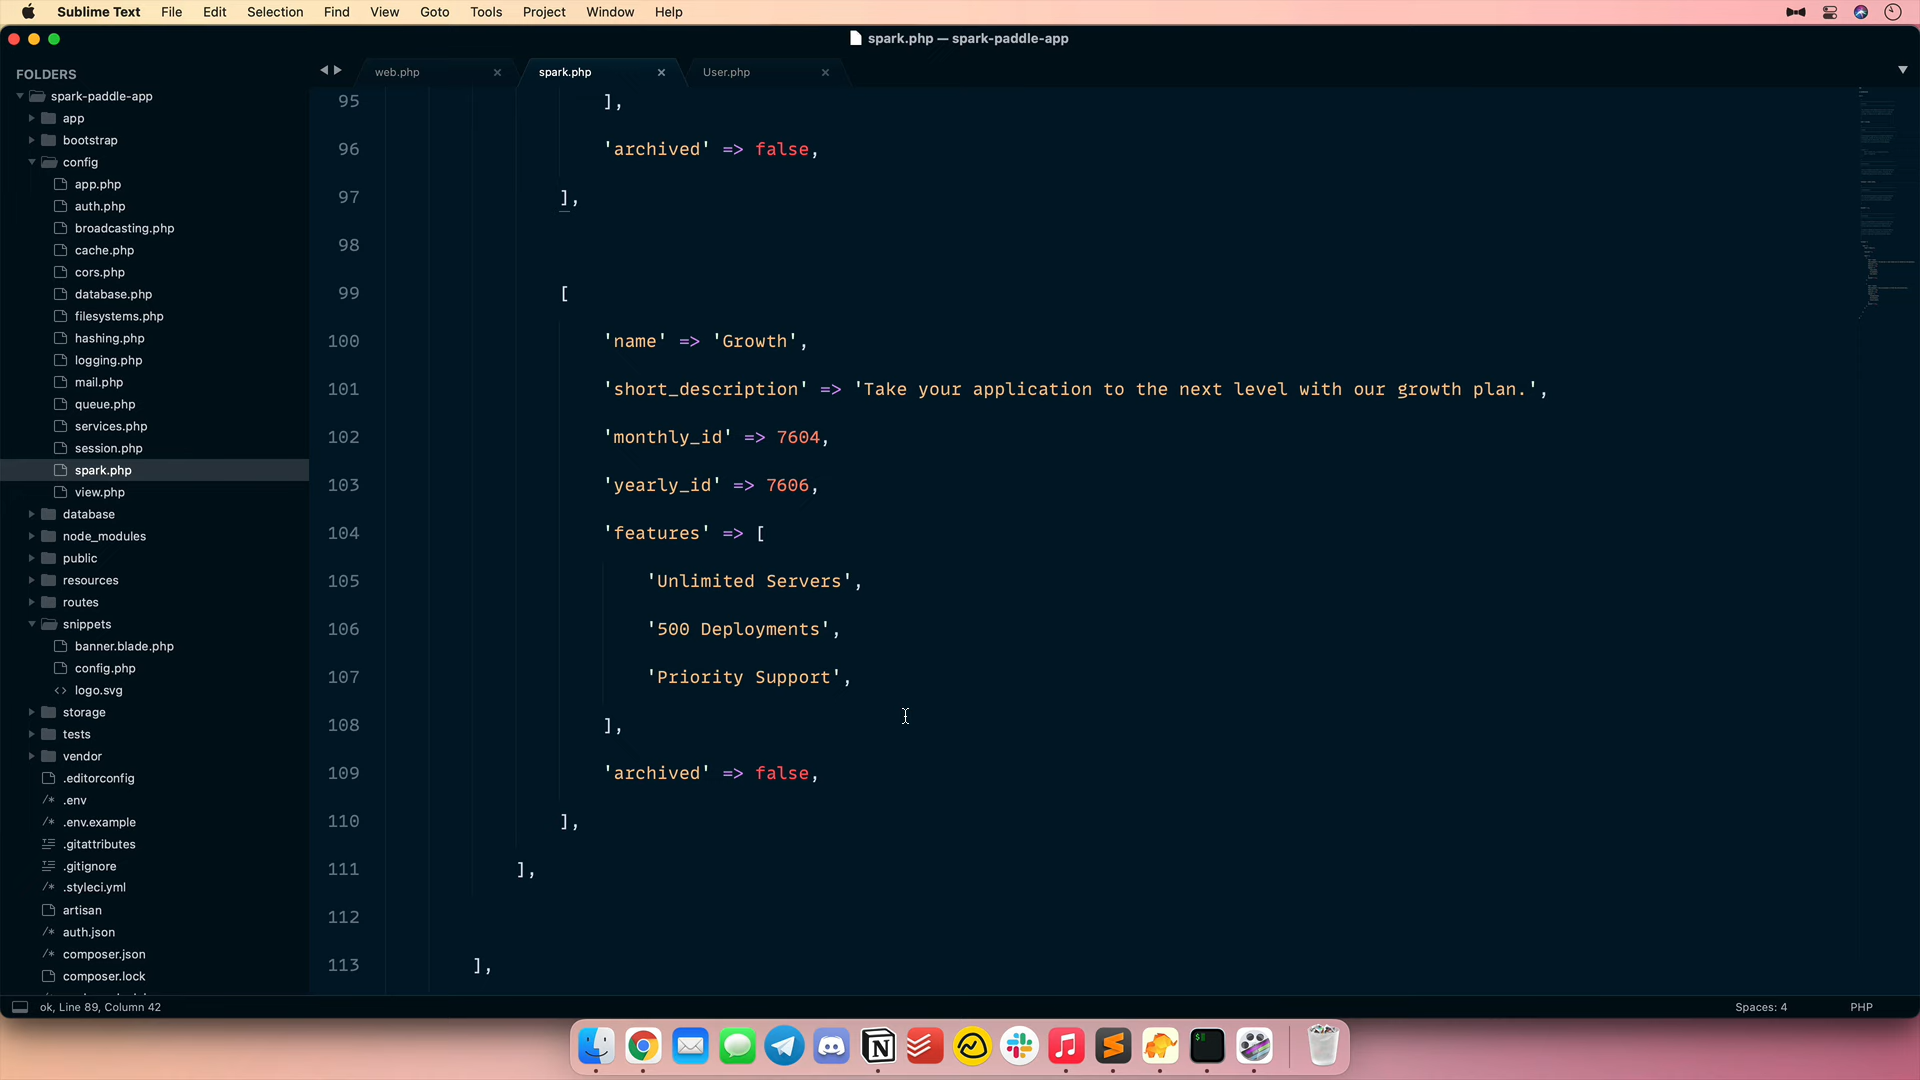 Sublime Text File Edit Selection Find View Goto Tools Project Window Help
spark.php — spark-paddle-app
FOLDERS
spark-paddle-app
app
bootstrap
config
app.php
auth.php
broadcasting.php
cache.php
cors.php
database.php
filesystems.php
hashing.php
logging.php
mail.php
queue.php
services.php
session.php
spark.php
view.php
database
node_modules
public
resources
routes
snippets
banner.blade.php
config.php
<> logo.svg
storage
tests
vendor
.editorconfig
/* .env
/* .env.example
.gitattributes
.gitignore
/* .styleci.yml
artisan
/* auth.json
/* composer.json
composer.lock
web.php spark.php User.php
95 ],
96 'archived' => false,
97 ],
98
99 [
100 'name' => 'Growth',
101 'short_description' => 'Take your application to the next level with our growth plan.',
102 'monthly_id' => 7604,
103 'yearly_id' => 7606,
104 'features' => [
105 'Unlimited Servers',
106 '500 Deployments',
107 'Priority Support',
108 ],
109 'archived' => false,
110 ],
111 ],
112
113 ],
ok, Line 89, Column 42 Spaces: 4 PHP